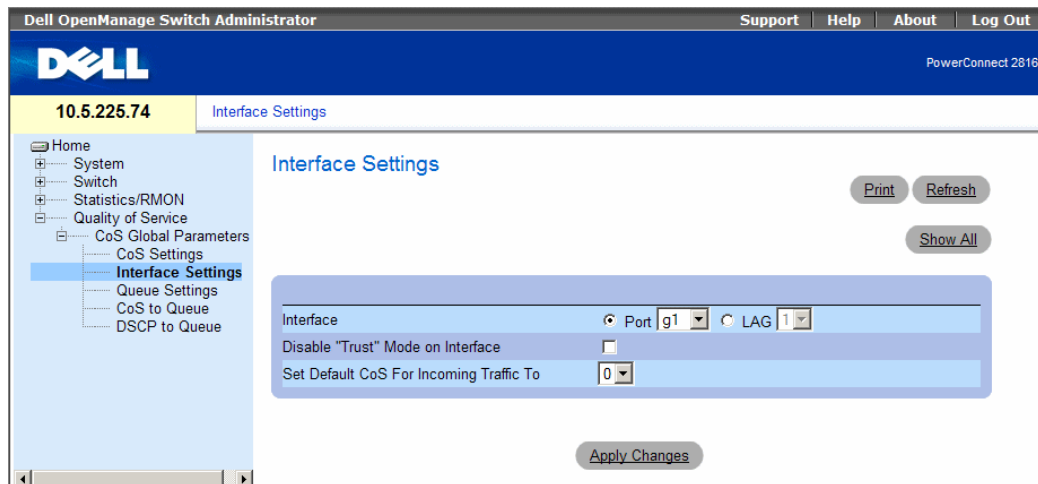 Dell OpenManage Switch Administrator Support Help About Log Out
DELL
PowerConnect 2816
10.5.225.74 Interface Settings
Home
System
Switch
Statistics/RMON
Quality of Service
CoS Global Parameters
CoS Settings
Interface Settings
Queue Settings
CoS to Queue
DSCP to Queue
Interface Settings
Print Refresh
Show All
Interface Port g1 LAG 1
Disable "Trust" Mode on Interface
Set Default CoS For Incoming Traffic To 0
Apply Changes